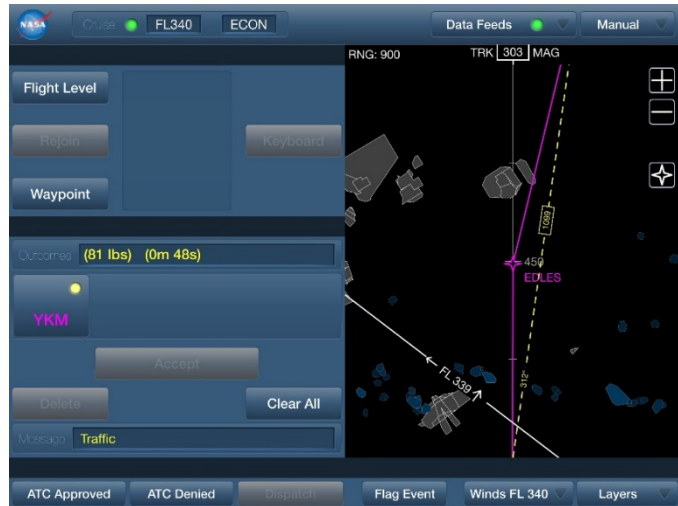 NASA
Cruise FL340 ECON
Data Feeds
Manual
RNG: 900
TRK 303 MAG
Flight Level
Rejoin
Keyboard
Waypoint
Outcomes (81 lbs) (0m 48s)
YKM
Accept
Delete
Clear All
Message Traffic
1099
450
EDLES
FL 339
312°
ATC Approved
ATC Denied
Dispatch
Flag Event
Winds FL 340
Layers